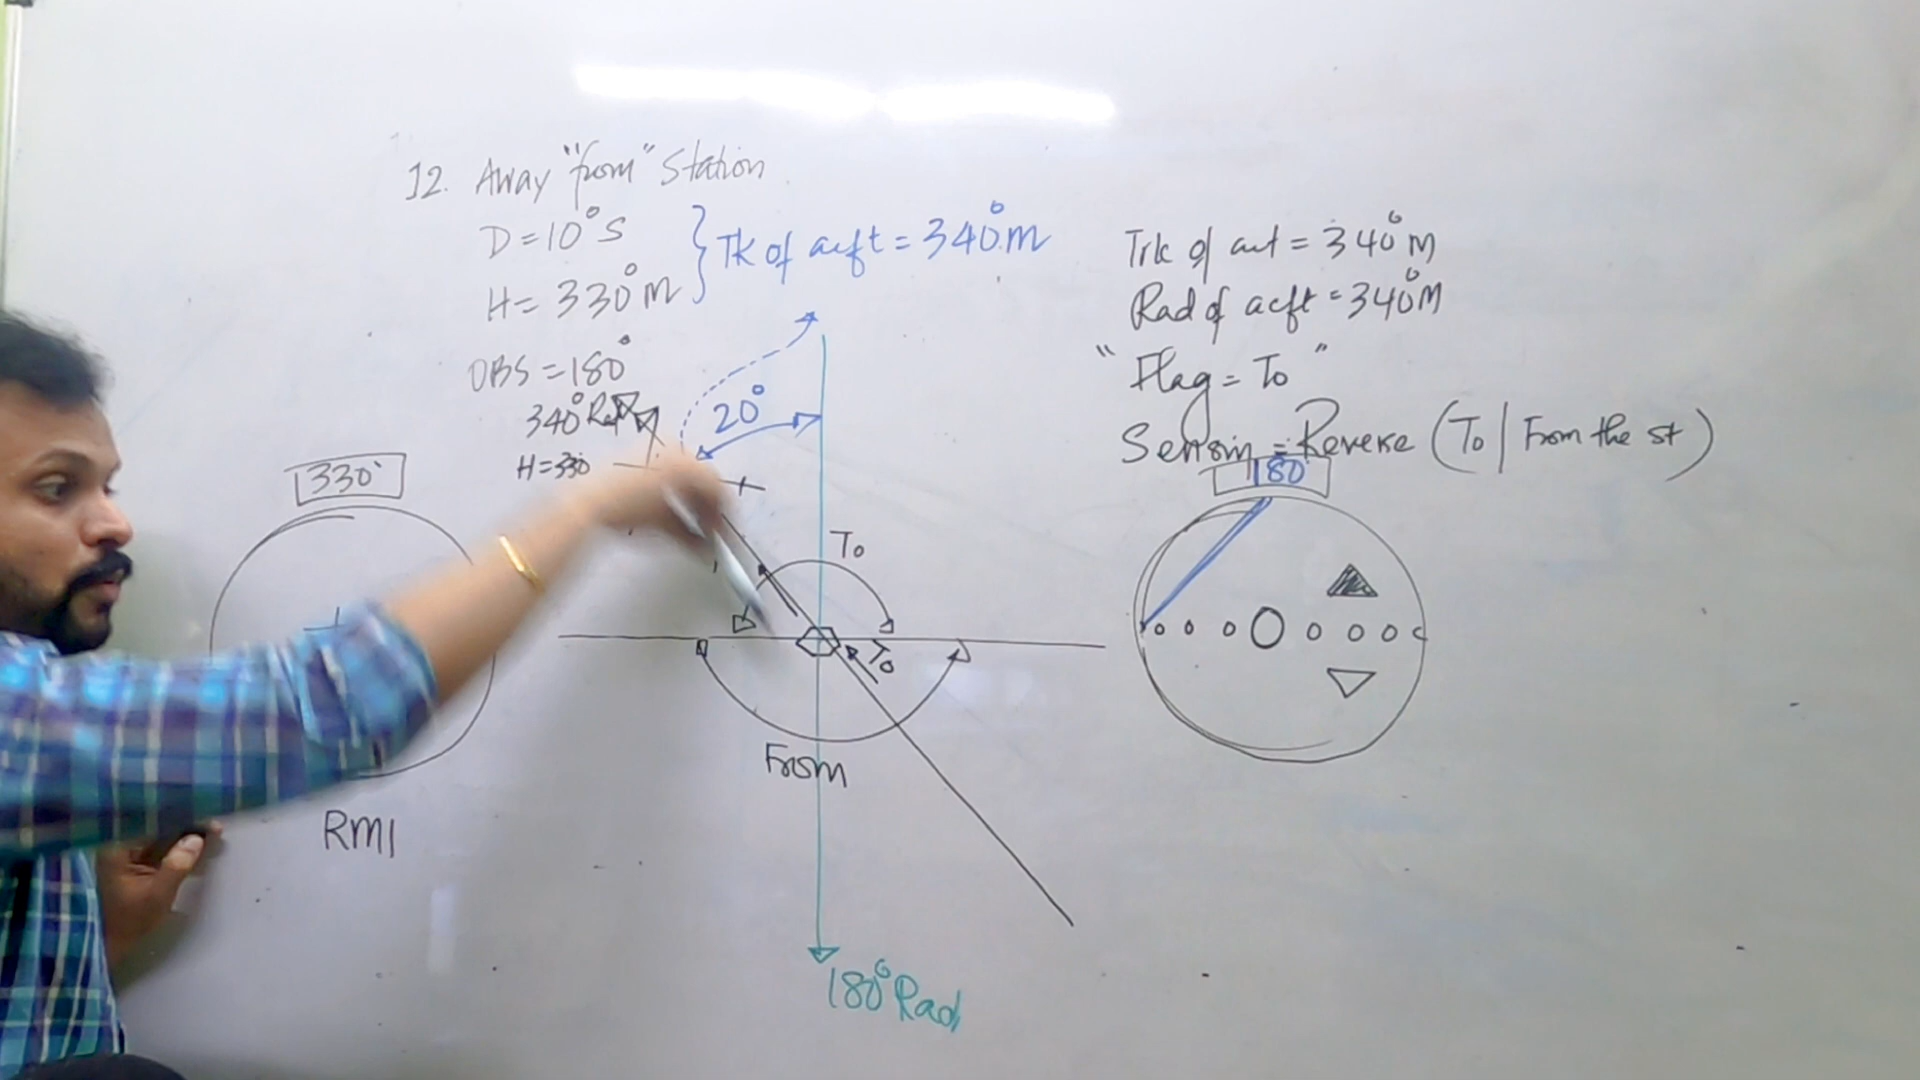 12. Away "from" Station
D = 10° S
H = 330° M
} Tk of acft = 340° M
OBS = 180°
340° Rad
H = 330
20°
330°
RMI
To
To
From
180° Rad
Trk of act = 340° M
Rad of acft = 340° M
"Flag = To"
Sensin = Reverse (To | From the st)
180°